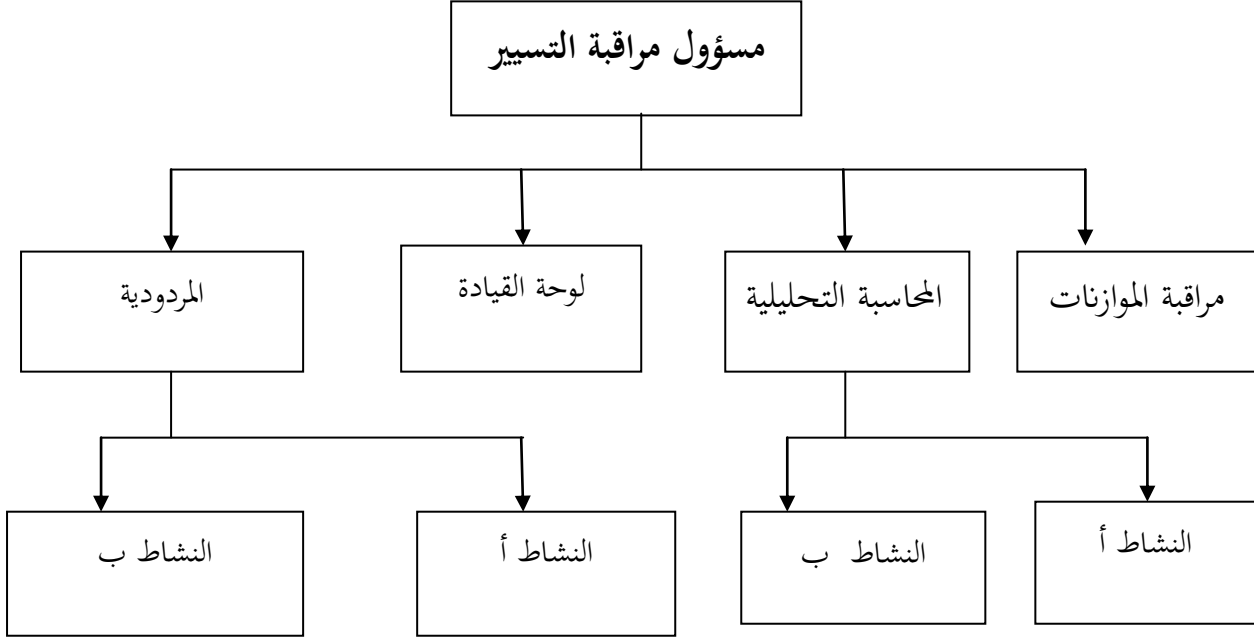 مسؤول مراقبة التسيير
مراقبة الموازنات
المحاسبة التحليلية
لوحة القيادة
المردودية
النشاط أ
النشاط ب
النشاط أ
النشاط ب